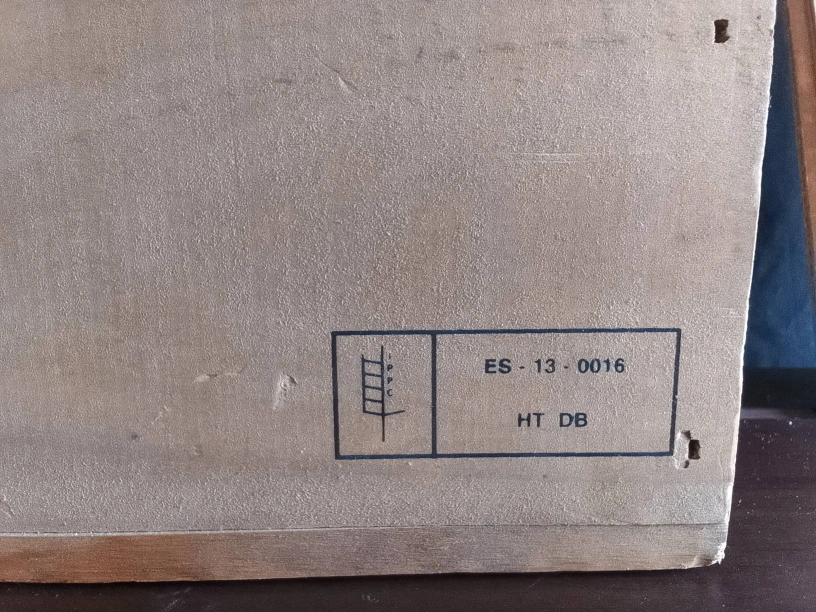 IPPC
ES - 13 - 0016
HT DB